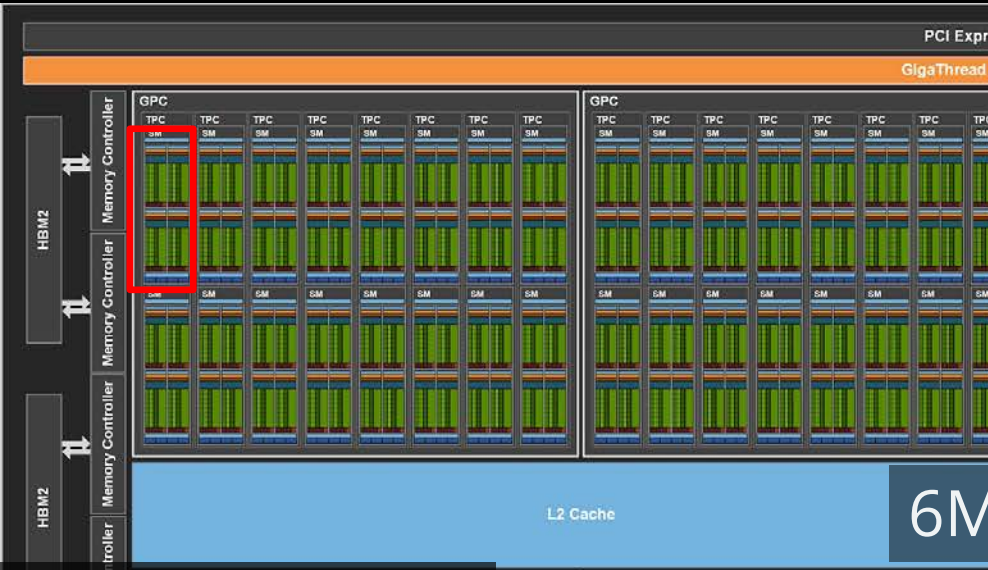 PCI Expr
GigaThread
GPC GPC
TPC TPC TPC TPC TPC TPC TPC TPC TPC TPC TPC TPC TPC TPC TPC TPC
SM SM SM SM SM SM SM SM SM SM SM SM SM SM SM SM
Memory Controller
HBM2
Memory Controller
SM SM SM SM SM SM SM SM SM SM SM SM SM SM SM SM
Memory Controller
HBM2
ntroller
L2 Cache
6M